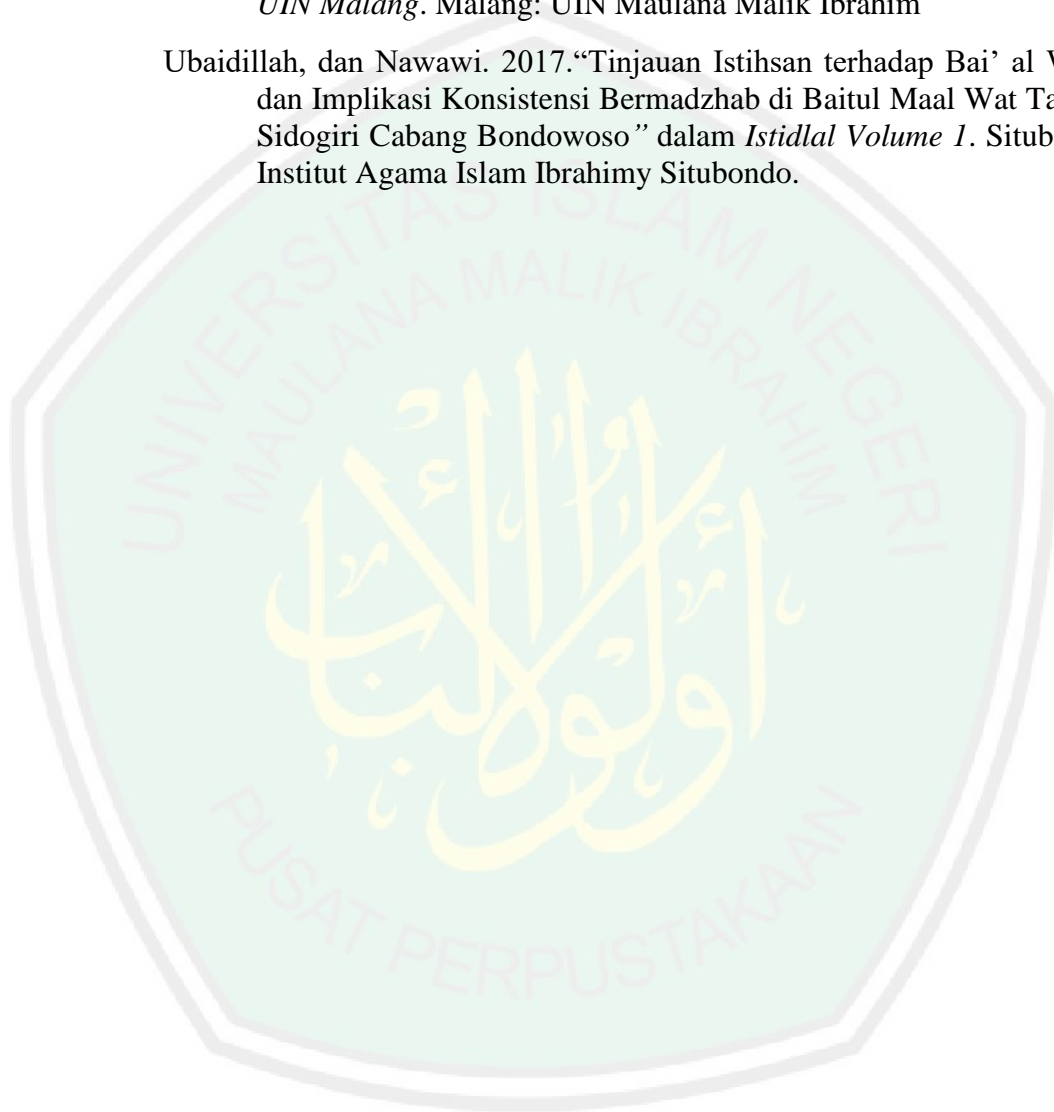 UIN Malang. Malang: UIN Maulana Malik Ibrahim
Ubaidillah, dan Nawawi. 2017.“Tinjauan Istihsan terhadap Bai’ al
dan Implikasi Konsistensi Bermadzhab di Baitul Maal Wat
Sidogiri Cabang Bondowoso” dalam Istidlal Volume 1.
Institut Agama Islam Ibrahimy Situbondo.
UNIVERSITAS ISLAM NEGERI
MAULANA MALIK IBRAHIM
أولوا الألباب
PUSAT PERPUSTAKAAN